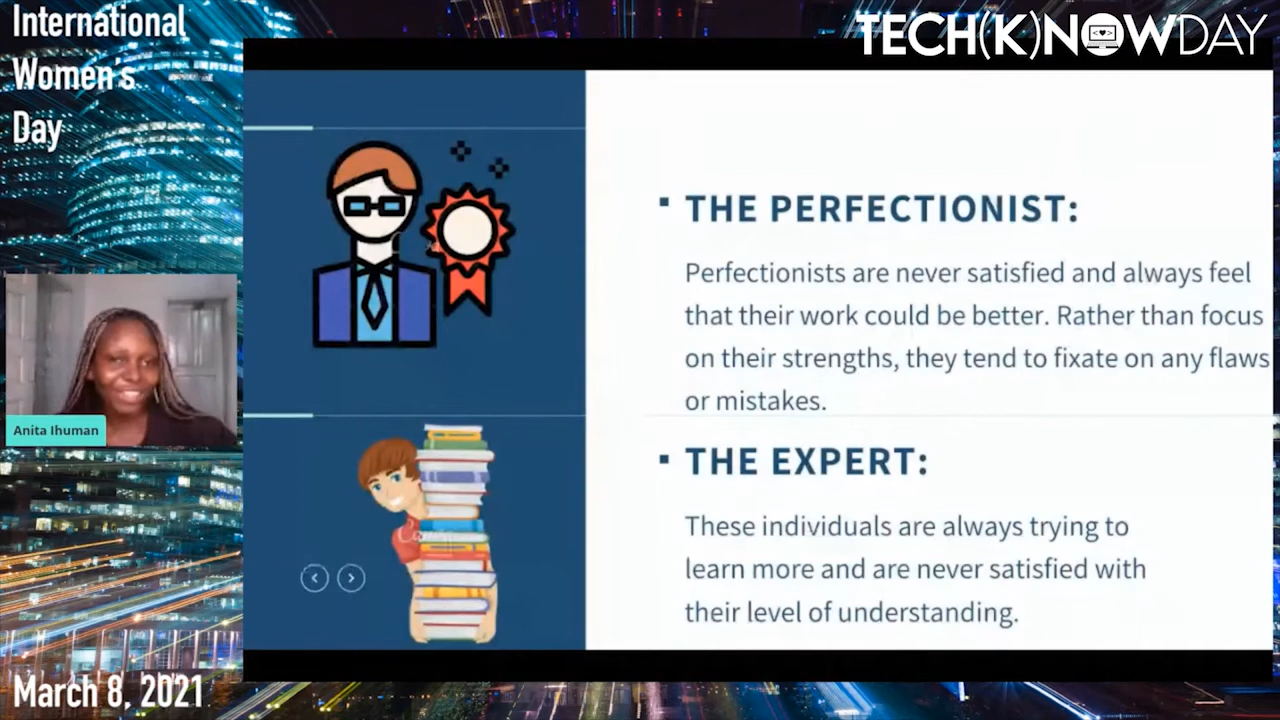 International
Women's
Day
TECH(K)NOWDAY
THE PERFECTIONIST:
Perfectionists are never satisfied and always feel
that their work could be better. Rather than focus
on their strengths, they tend to fixate on any flaws
or mistakes.
Anita Ihuman
THE EXPERT:
These individuals are always trying to
learn more and are never satisfied with
their level of understanding.
March 8, 2021